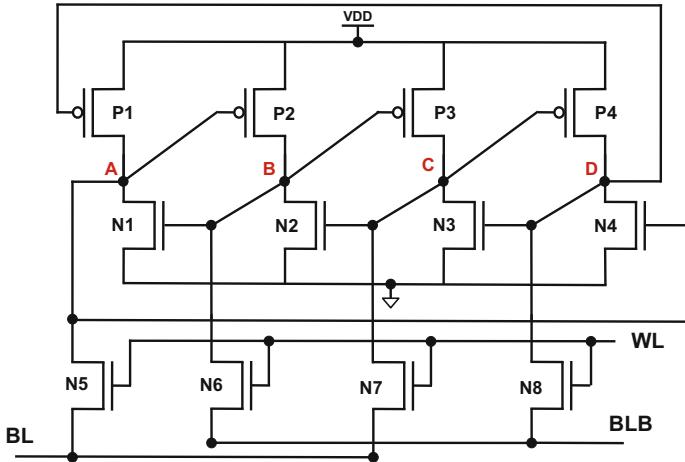 VDD
P1 P2 P3 P4
A B C D
N1 N2 N3 N4
WL
N5 N6 N7 N8
BL BLB